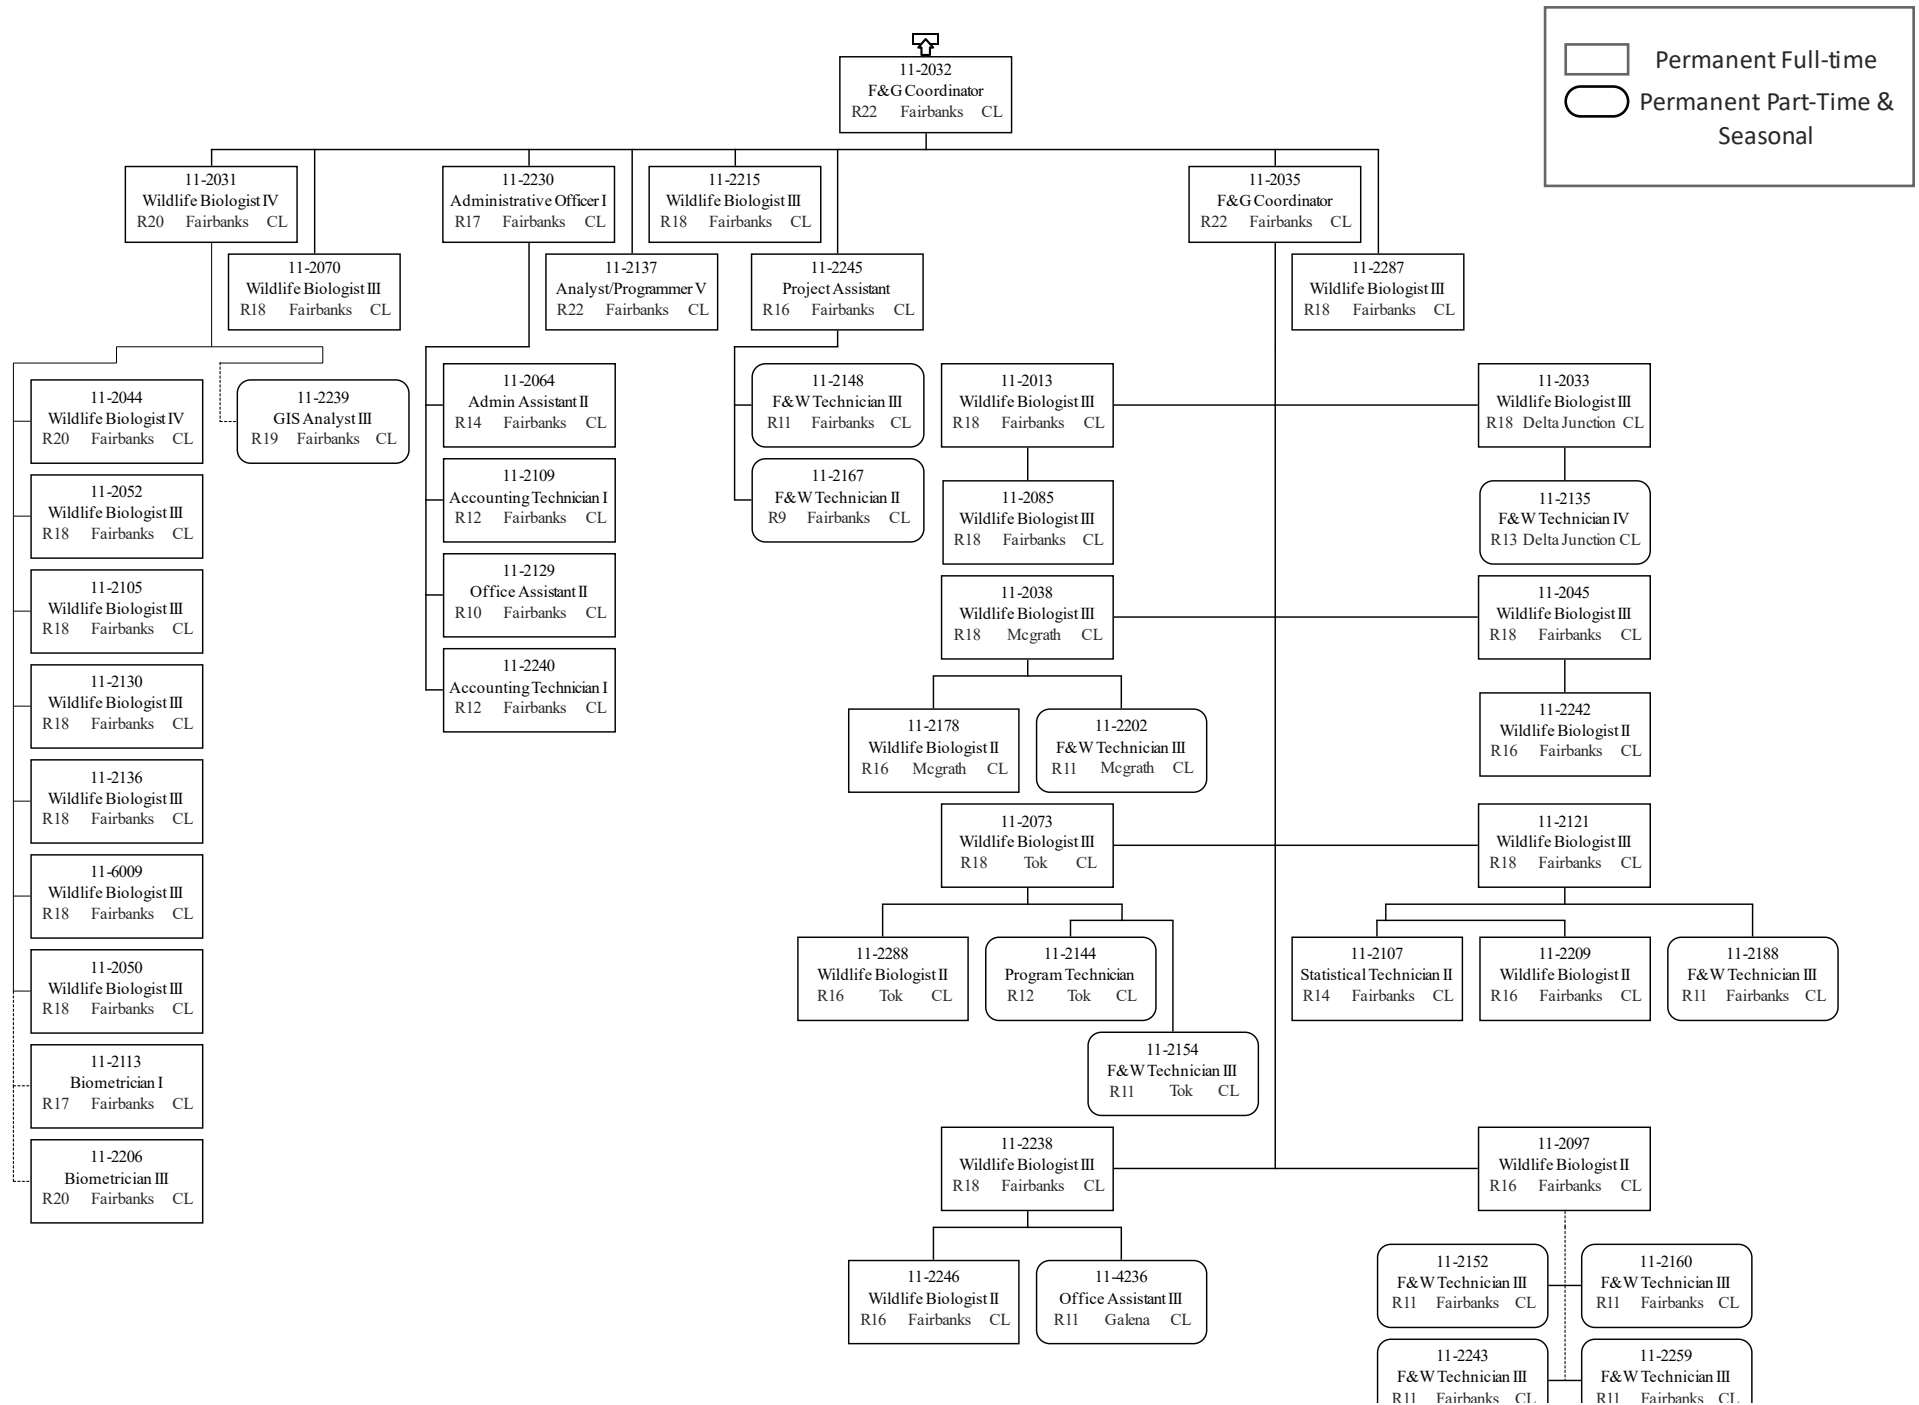 11-2032
F&G Coordinator
R22 Fairbanks CL
Permanent Full-time
Permanent Part-Time &
Seasonal
11-2031
Wildlife Biologist IV
R20 Fairbanks CL
11-2230
Administrative Officer I
R17 Fairbanks CL
11-2215
Wildlife Biologist III
R18 Fairbanks CL
11-2035
F&G Coordinator
R22 Fairbanks CL
11-2070
Wildlife Biologist III
R18 Fairbanks CL
11-2137
Analyst/Programmer V
R22 Fairbanks CL
11-2245
Project Assistant
R16 Fairbanks CL
11-2287
Wildlife Biologist III
R18 Fairbanks CL
11-2044
Wildlife Biologist IV
R20 Fairbanks CL
11-2239
GIS Analyst III
R19 Fairbanks CL
11-2052
Wildlife Biologist III
R18 Fairbanks CL
11-2105
Wildlife Biologist III
R18 Fairbanks CL
11-2130
Wildlife Biologist III
R18 Fairbanks CL
11-2136
Wildlife Biologist III
R18 Fairbanks CL
11-6009
Wildlife Biologist III
R18 Fairbanks CL
11-2050
Wildlife Biologist III
R18 Fairbanks CL
11-2113
Biometrician I
R17 Fairbanks CL
11-2206
Biometrician III
R20 Fairbanks CL
11-2064
Admin Assistant II
R14 Fairbanks CL
11-2109
Accounting Technician I
R12 Fairbanks CL
11-2129
Office Assistant II
R10 Fairbanks CL
11-2240
Accounting Technician I
R12 Fairbanks CL
11-2148
F&W Technician III
R11 Fairbanks CL
11-2167
F&W Technician II
R9 Fairbanks CL
11-2013
Wildlife Biologist III
R18 Fairbanks CL
11-2033
Wildlife Biologist III
R18 Delta Junction CL
11-2085
Wildlife Biologist III
R18 Fairbanks CL
11-2135
F&W Technician IV
R13 Delta Junction CL
11-2038
Wildlife Biologist III
R18 Mcgrath CL
11-2045
Wildlife Biologist III
R18 Fairbanks CL
11-2178
Wildlife Biologist II
R16 Mcgrath CL
11-2202
F&W Technician III
R11 Mcgrath CL
11-2242
Wildlife Biologist II
R16 Fairbanks CL
11-2073
Wildlife Biologist III
R18 Tok CL
11-2121
Wildlife Biologist III
R18 Fairbanks CL
11-2288
Wildlife Biologist II
R16 Tok CL
11-2144
Program Technician
R12 Tok CL
11-2154
F&W Technician III
R11 Tok CL
11-2107
Statistical Technician II
R14 Fairbanks CL
11-2209
Wildlife Biologist II
R16 Fairbanks CL
11-2188
F&W Technician III
R11 Fairbanks CL
11-2238
Wildlife Biologist III
R18 Fairbanks CL
11-2097
Wildlife Biologist II
R16 Fairbanks CL
11-2246
Wildlife Biologist II
R16 Fairbanks CL
11-4236
Office Assistant III
R11 Galena CL
11-2152
F&W Technician III
R11 Fairbanks CL
11-2160
F&W Technician III
R11 Fairbanks CL
11-2243
F&W Technician III
R11 Fairbanks CL
11-2259
F&W Technician III
R11 Fairbanks CL